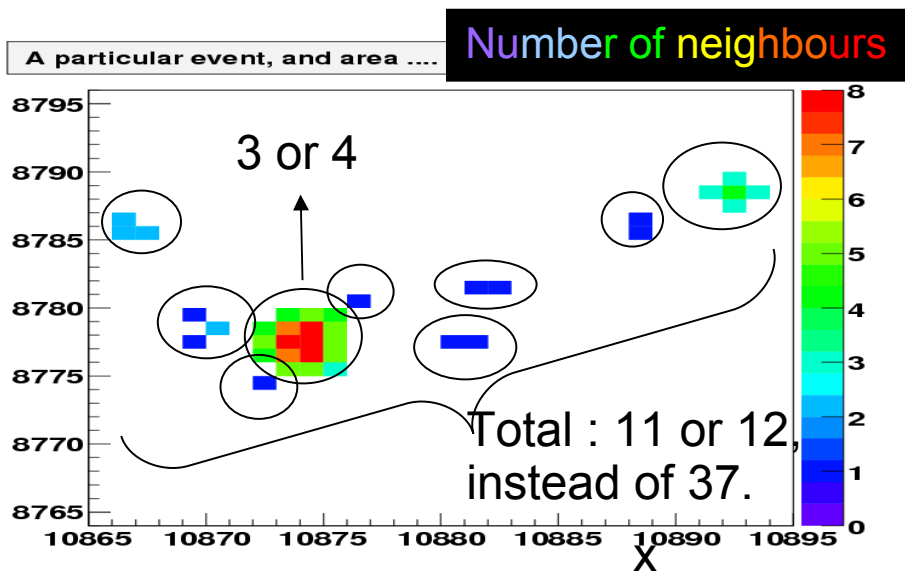 Number of neighbours
A particular event, and area ....
3 or 4
8795
8790
8785
8780
8775
8770
8765
10865 10870 10875 10880 10885 10890 10895
x
8
7
6
5
4
3
2
1
0
Total : 11 or 12,
instead of 37.